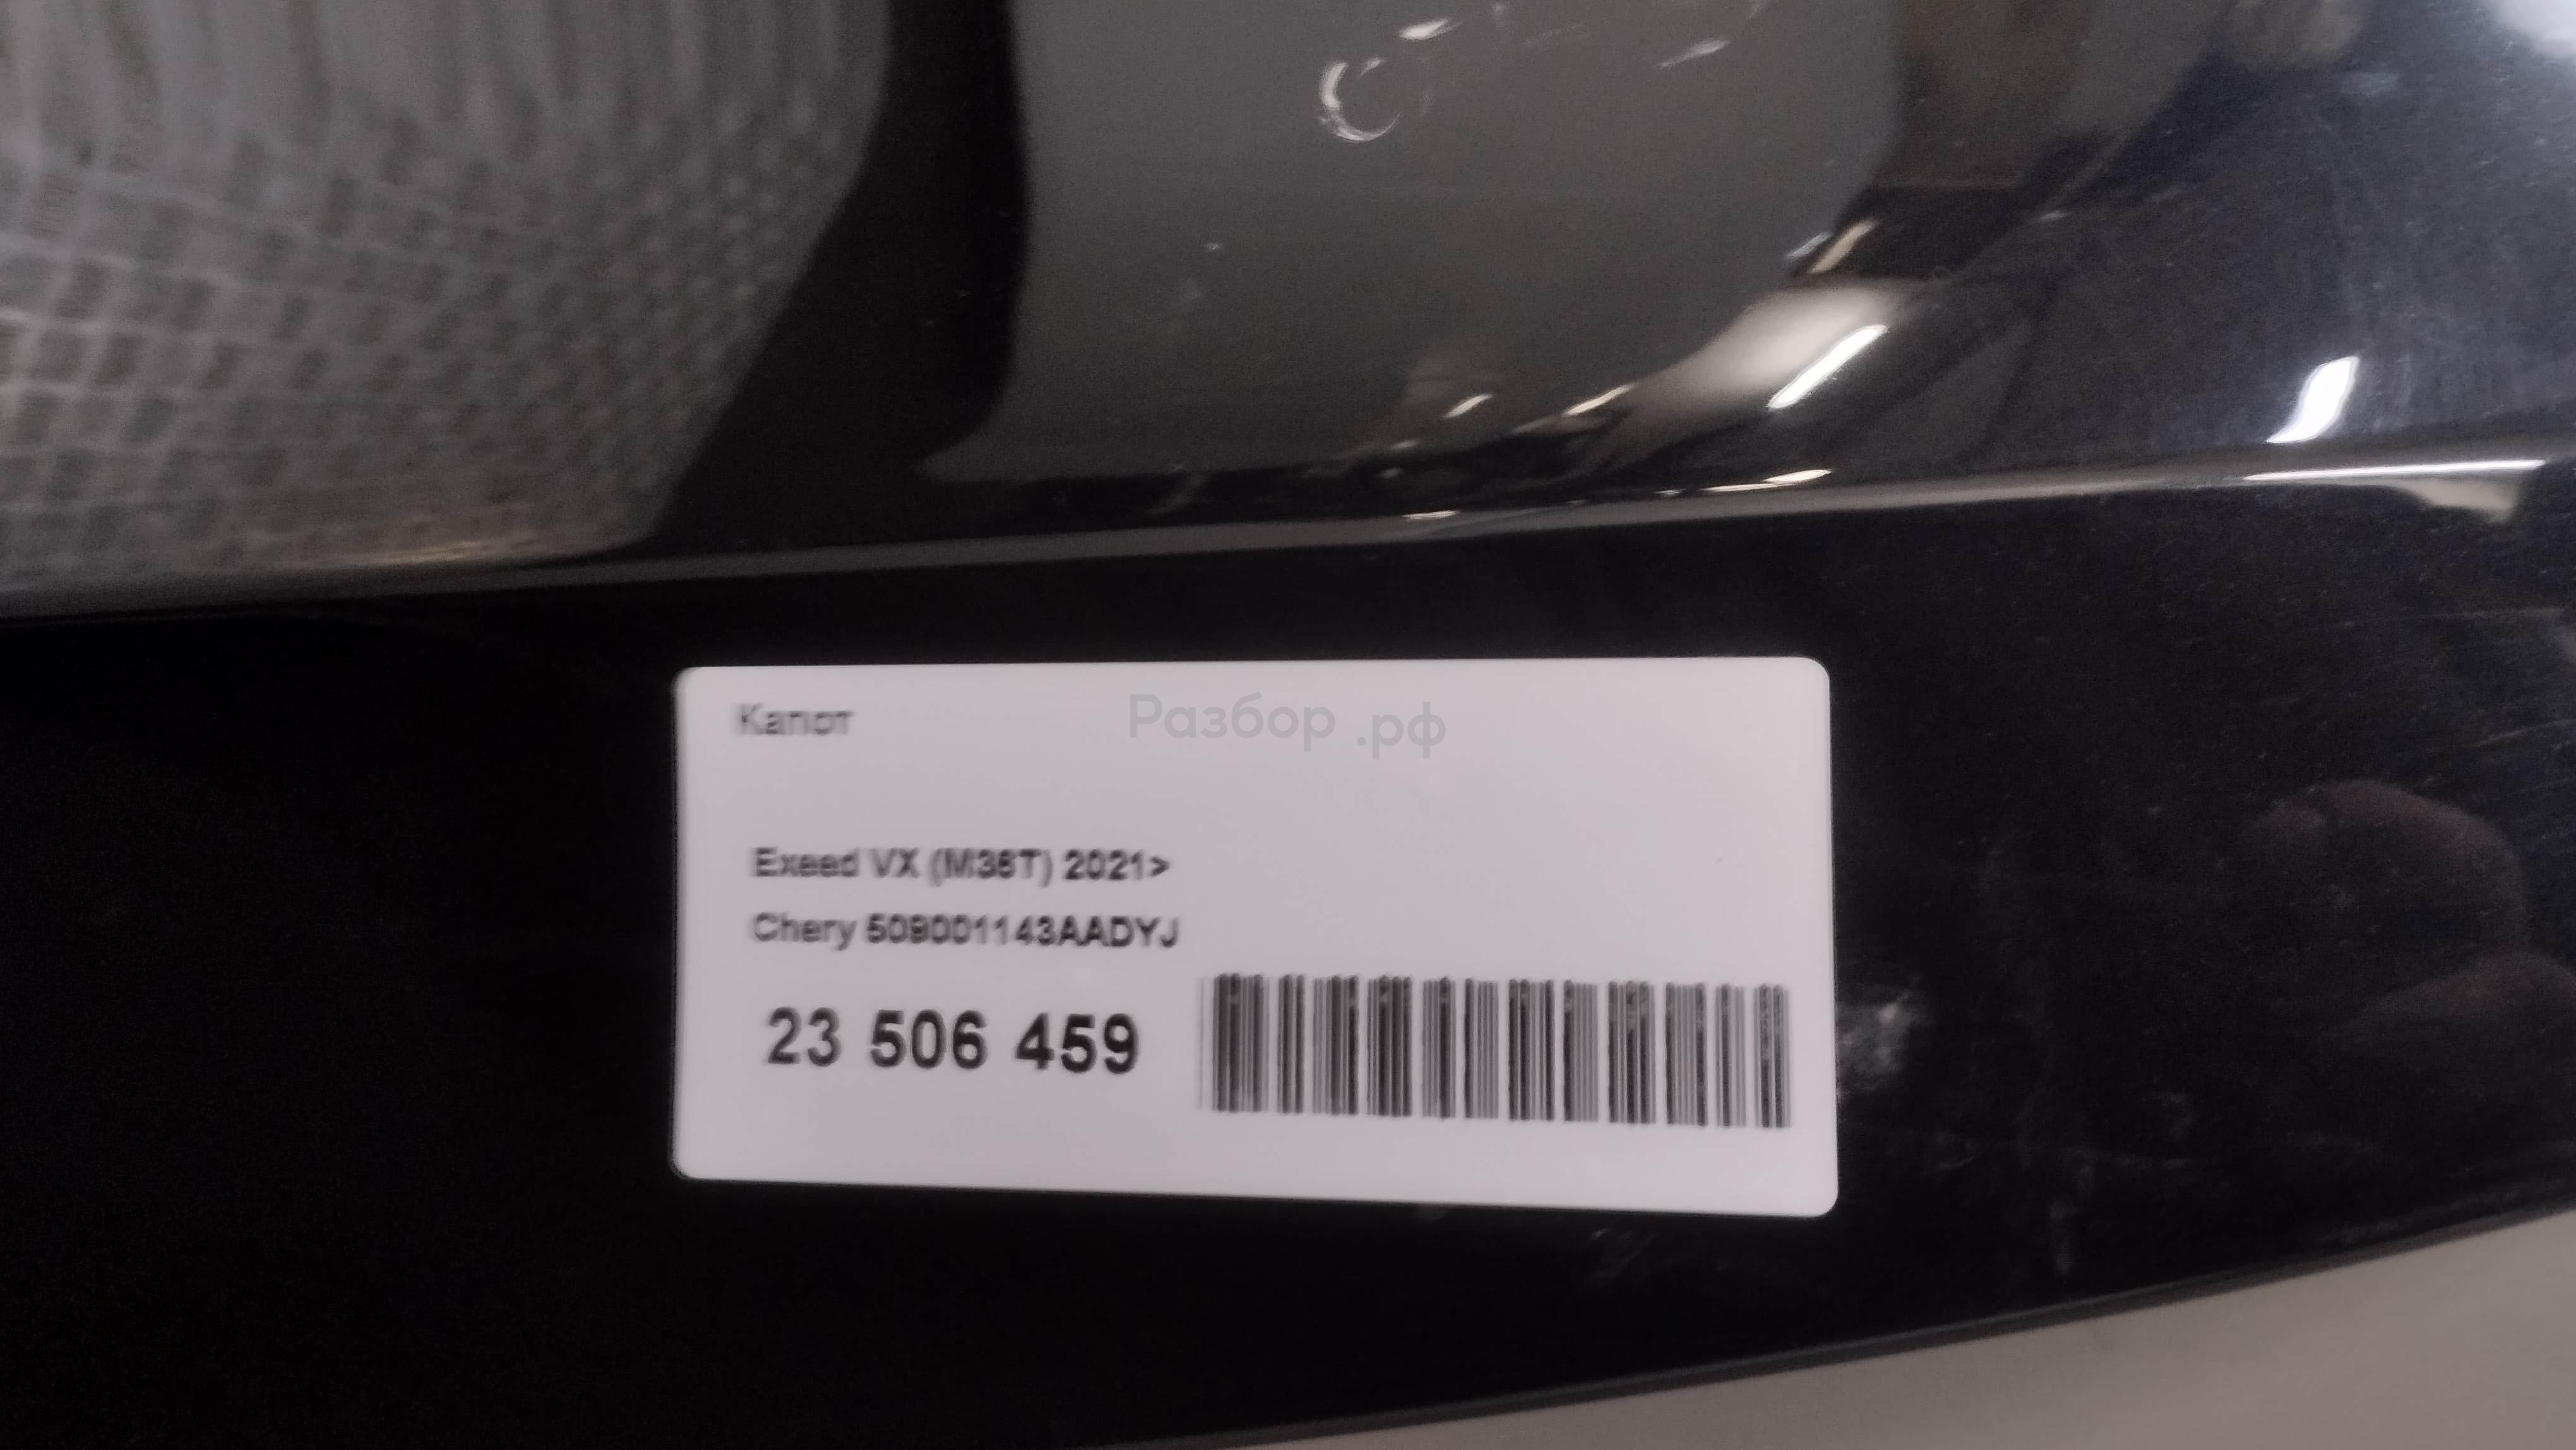 Капот
Разбор.рф
Exeed VX (M36T) 2021>
Chery 509001143AADYJ
23 506 459